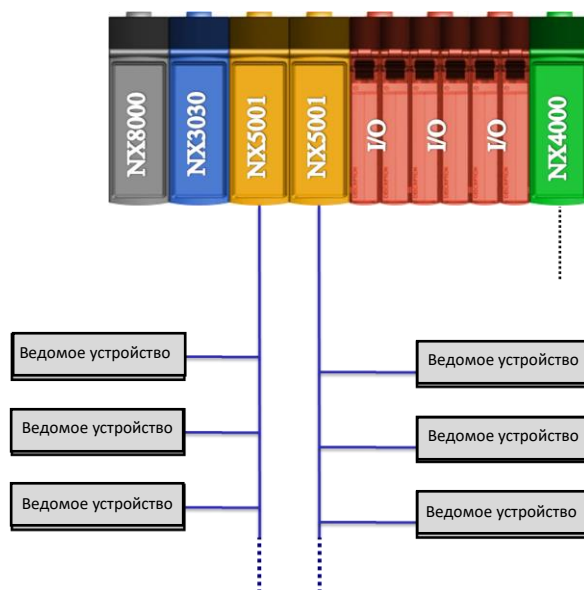 NX8000
NX3030
NX5001
NX5001
I/O
I/O
I/O
NX4000
Ведомое устройство
Ведомое устройство
Ведомое устройство
Ведомое устройство
Ведомое устройство
Ведомое устройство